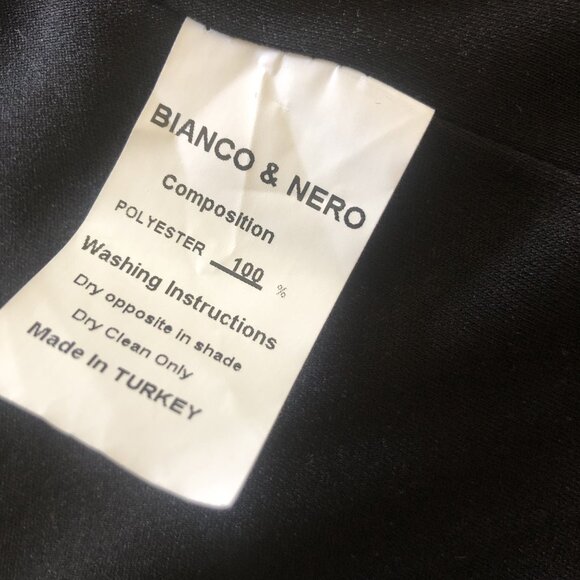 BIANCO & NERO
Composition
POLYESTER 100 %
Washing Instructions
Dry opposite in shade
Dry Clean Only
Made In TURKEY